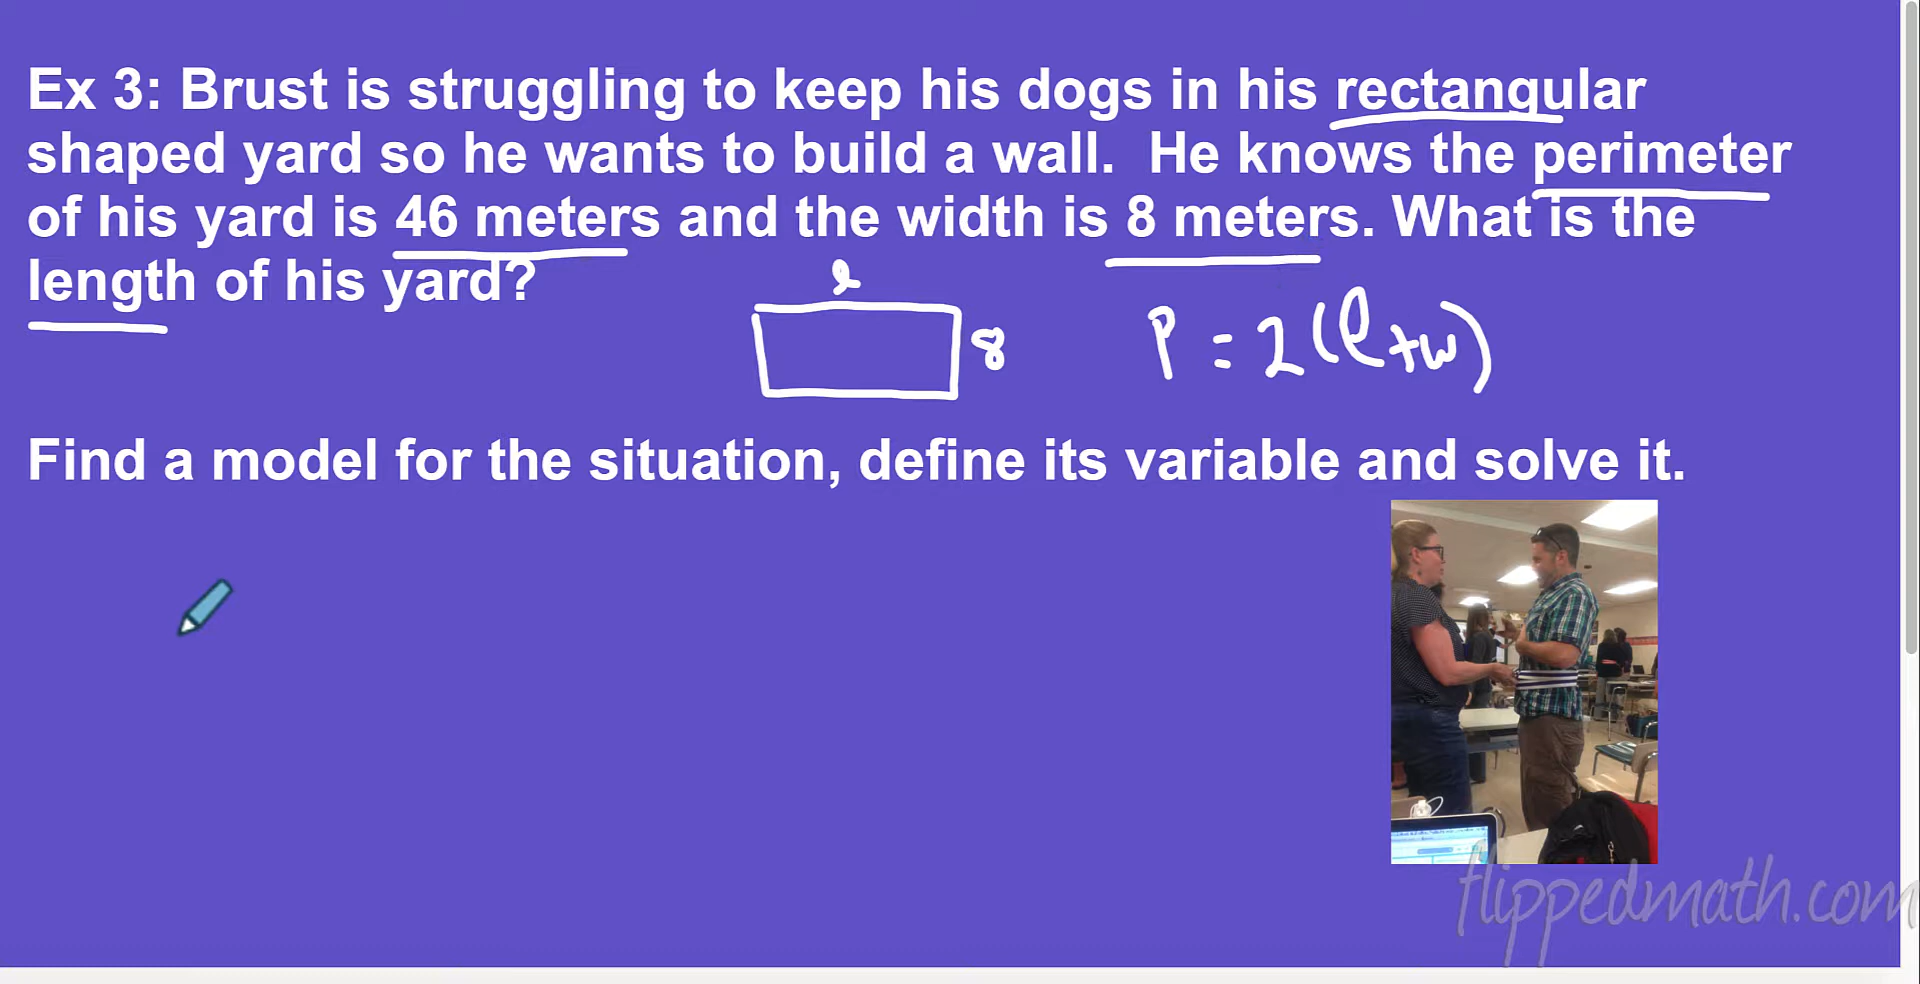 Ex 3: Brust is struggling to keep his dogs in his rectangular
shaped yard so he wants to build a wall.  He knows the perimeter
of his yard is 46 meters and the width is 8 meters. What is the
length of his yard?
l
8
P = 2(l+w)
Find a model for the situation, define its variable and solve it.
flippedmath.com